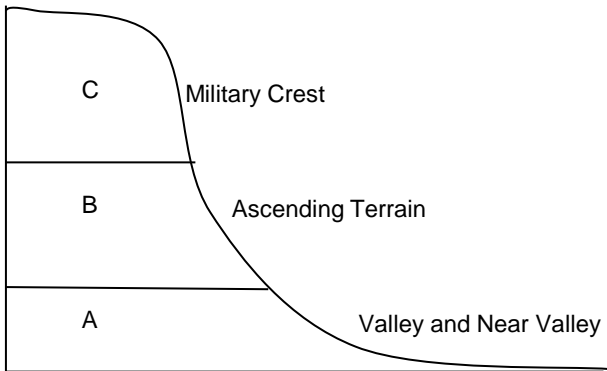 C
Military Crest
B
Ascending Terrain
A
Valley and Near Valley